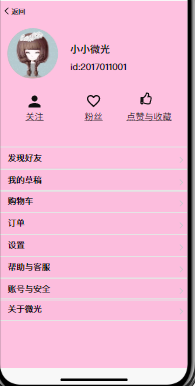 返回
小小微光
id:2017011001
关注 粉丝 点赞与收藏
发现好友
我的草稿
购物车
订单
设置
帮助与客服
账号与安全
关于微光